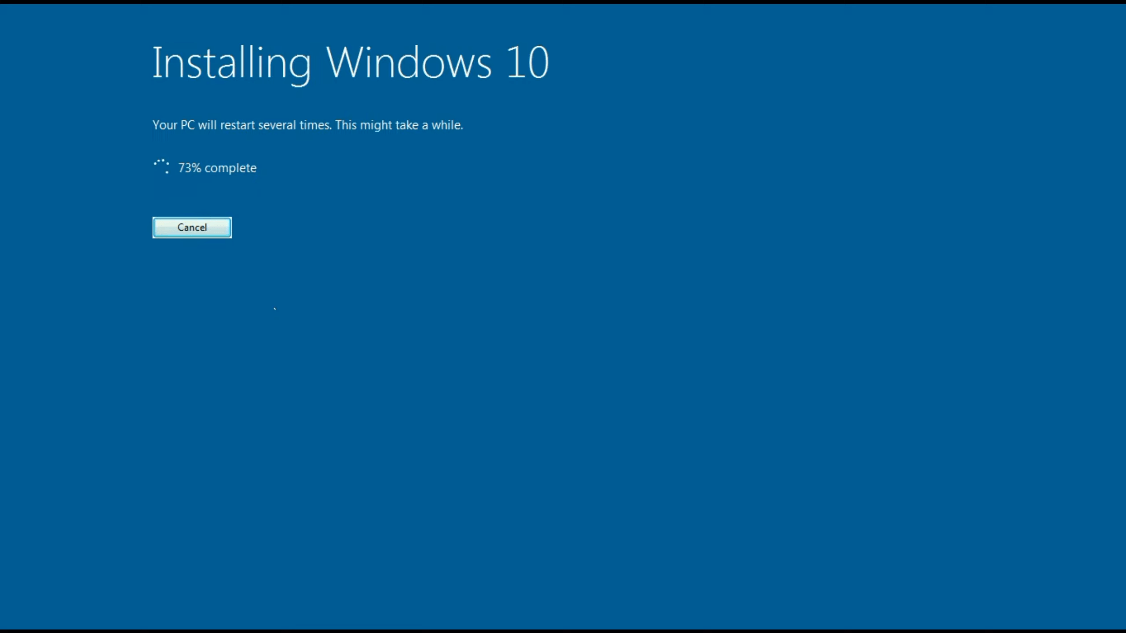 Installing Windows 10
Your PC will restart several times. This might take a while.
73% complete
Cancel